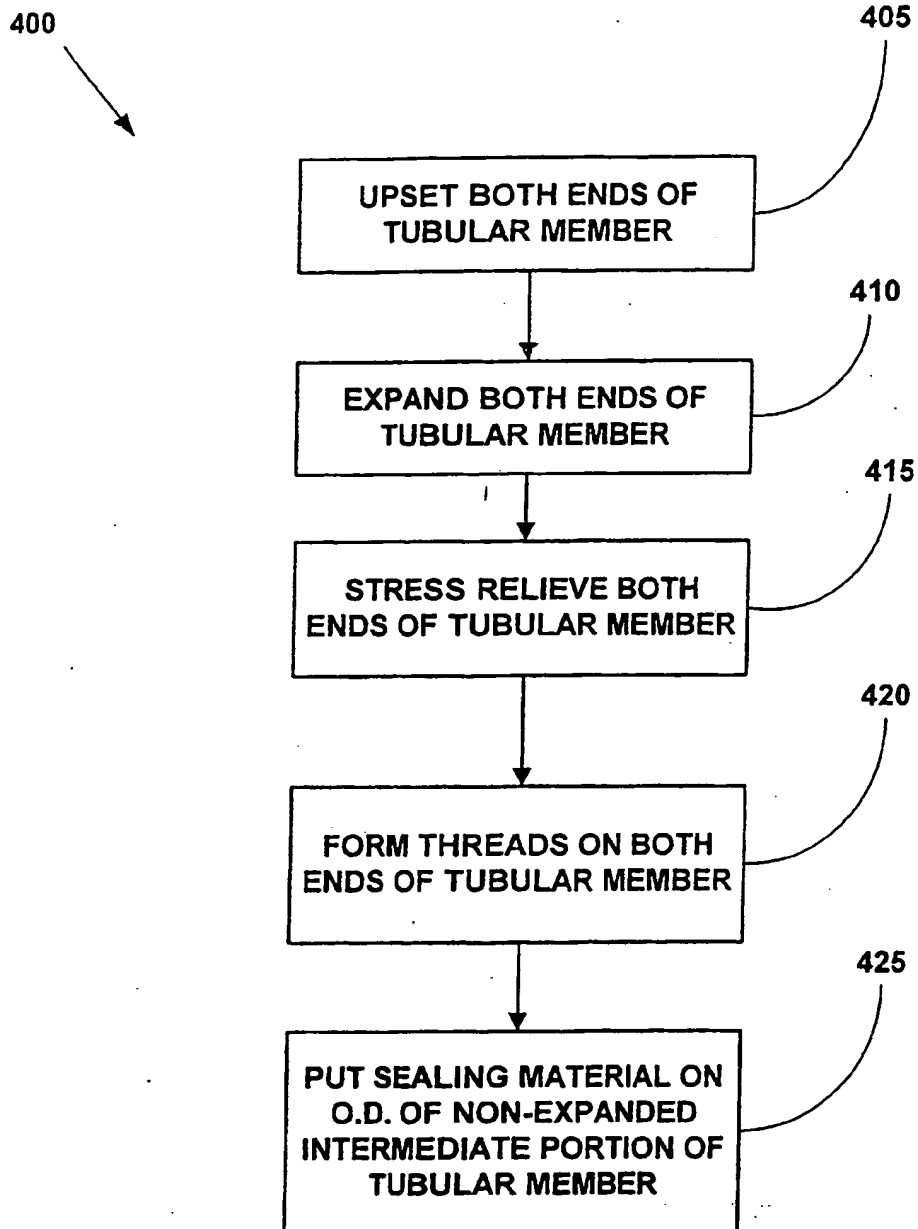 400
405
UPSET BOTH ENDS OF
TUBULAR MEMBER
410
EXPAND BOTH ENDS OF
TUBULAR MEMBER
415
STRESS RELIEVE BOTH
ENDS OF TUBULAR MEMBER
420
FORM THREADS ON BOTH
ENDS OF TUBULAR MEMBER
425
PUT SEALING MATERIAL ON
O.D. OF NON-EXPANDED
INTERMEDIATE PORTION OF
TUBULAR MEMBER